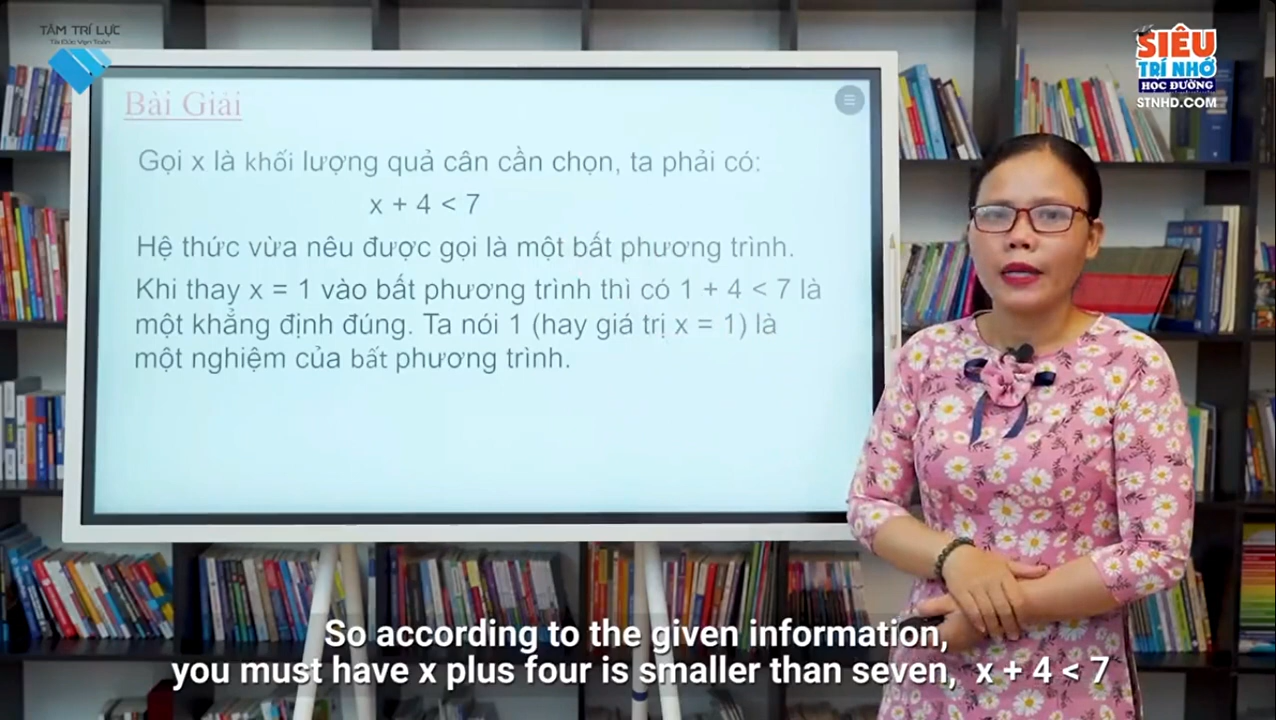 TÂM TRÍ LỰC
Tài Đức Vẹn Toàn
SIÊU
TRÍ NHỚ
HỌC ĐƯỜNG
STNHD.COM
Bài Giải
Gọi x là khối lượng quả cân cần chọn, ta phải có:
x + 4 < 7
Hệ thức vừa nêu được gọi là một bất phương trình.
Khi thay x = 1 vào bất phương trình thì có 1 + 4 < 7 là
một khẳng định đúng. Ta nói 1 (hay giá trị x = 1) là
một nghiệm của bất phương trình.
So according to the given information,
you must have x plus four is smaller than seven, x + 4 < 7